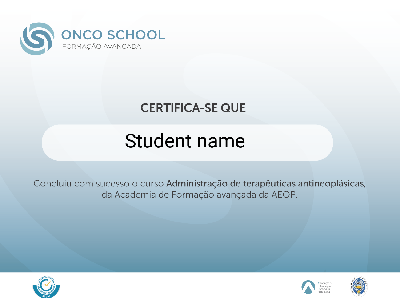 ONCO SCHOOL
FORMAÇÃO AVANÇADA
CERTIFICA-SE QUE
Student name
Concluiu com sucesso o curso Administração de terapêuticas antineoplásicas,
da Academia de Formação avançada da AEOP.